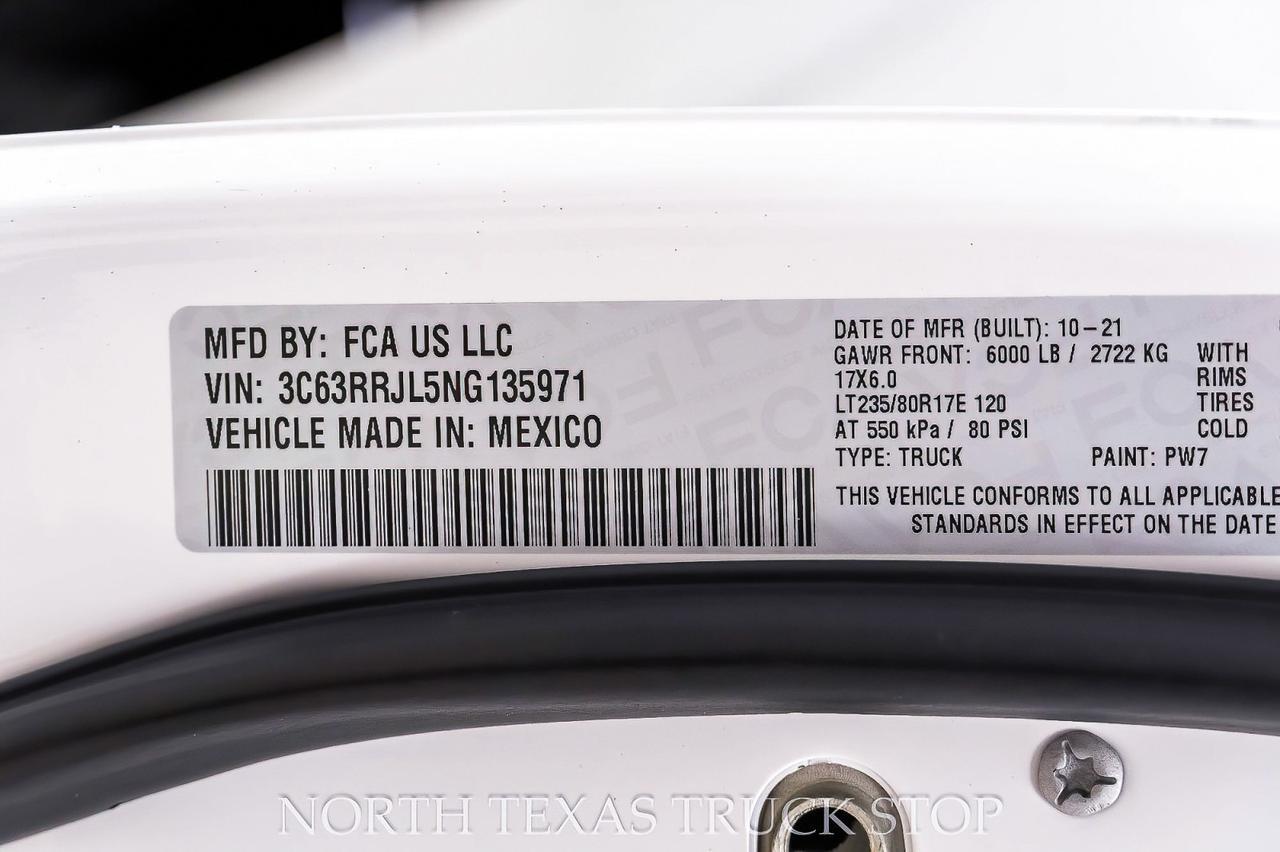 MFD BY: FCA US LLC
VIN: 3C63RRJL5NG135971
VEHICLE MADE IN: MEXICO
DATE OF MFR (BUILT): 10-21
GAWR FRONT: 6000 LB / 2722 KG WITH
17X6.0 RIMS
LT235/80R17E 120 TIRES
AT 550 kPa / 80 PSI COLD
TYPE: TRUCK PAINT: PW7
THIS VEHICLE CONFORMS TO ALL APPLICABLE
STANDARDS IN EFFECT ON THE DATE
NORTH TEXAS TRUCK STOP